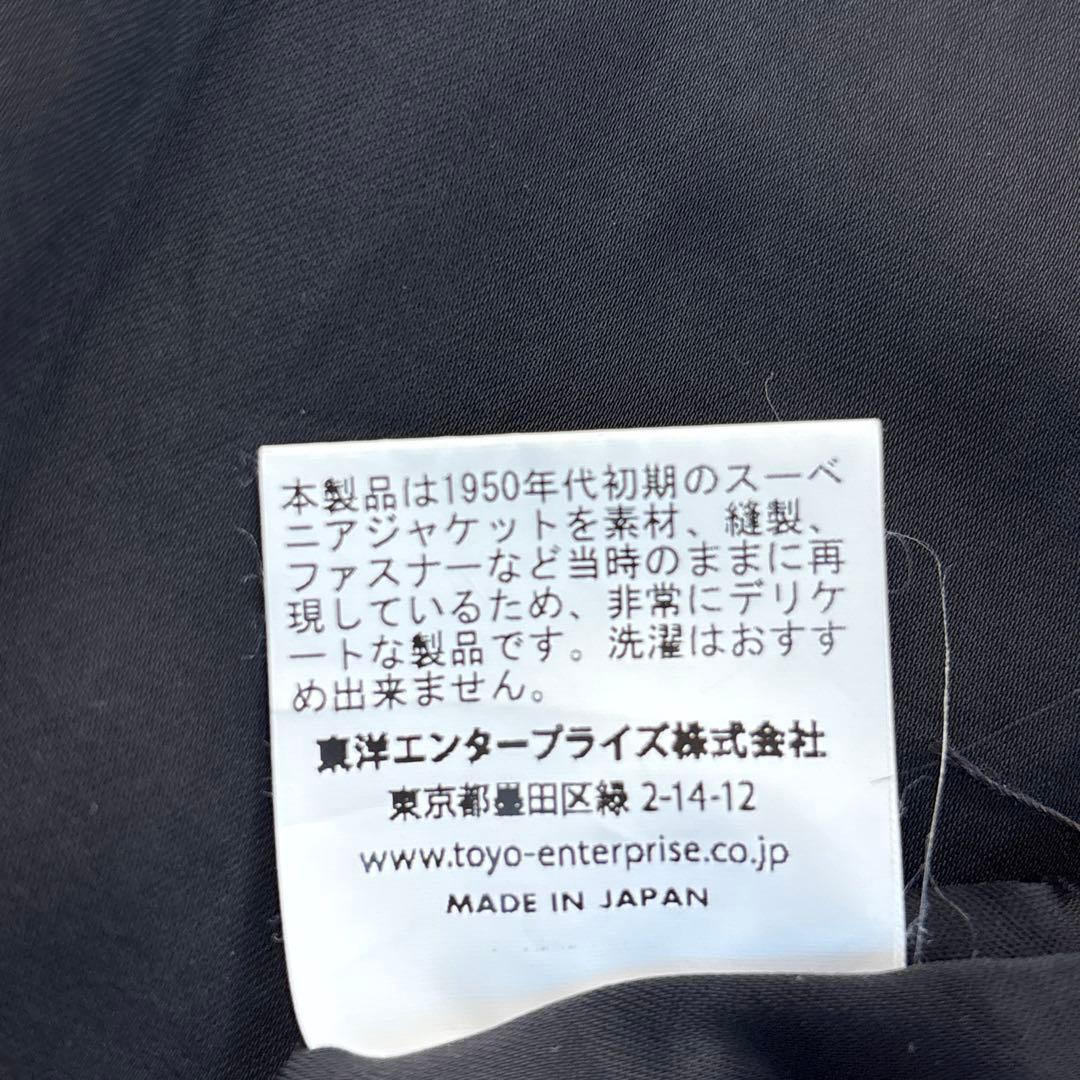 本製品は1950年代初期のスーベ
ニアジャケットを素材、縫製、
ファスナーなど当時のままに再
現しているため、非常にデリケ
ートな製品です。洗濯はおすす
め出来ません。
東洋エンタープライズ株式会社
東京都墨田区緑 2-14-12
www.toyo-enterprise.co.jp
MADE IN JAPAN